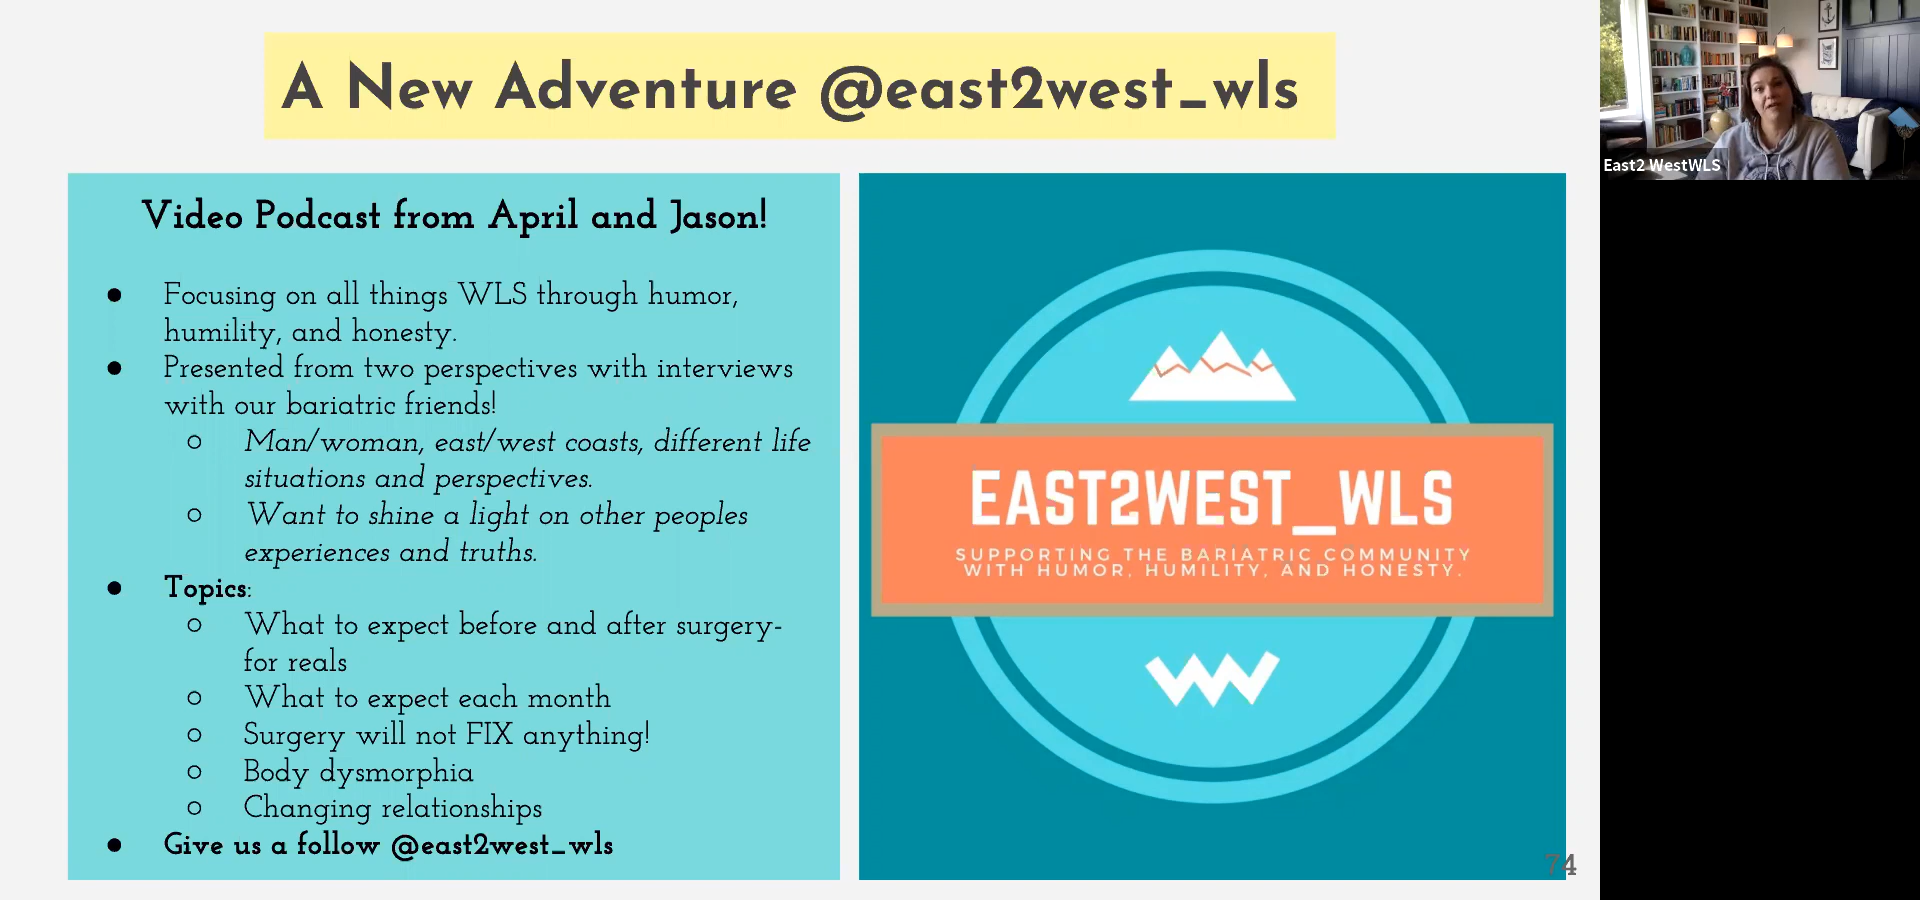 A New Adventure @east2west_wls
Video Podcast from April and Jason!
● Focusing on all things WLS through humor,
humility, and honesty.
● Presented from two perspectives with interviews
with our bariatric friends!
○ Man/woman, east/west coasts, different life
situations and perspectives.
○ Want to shine a light on other peoples
experiences and truths.
● Topics:
○ What to expect before and after surgery-
for reals
○ What to expect each month
○ Surgery will not FIX anything!
○ Body dysmorphia
○ Changing relationships
● Give us a follow @east2west_wls
EAST2WEST_WLS
SUPPORTING THE BARIATRIC COMMUNITY
WITH HUMOR, HUMILITY, AND HONESTY.
74
East2 WestWLS